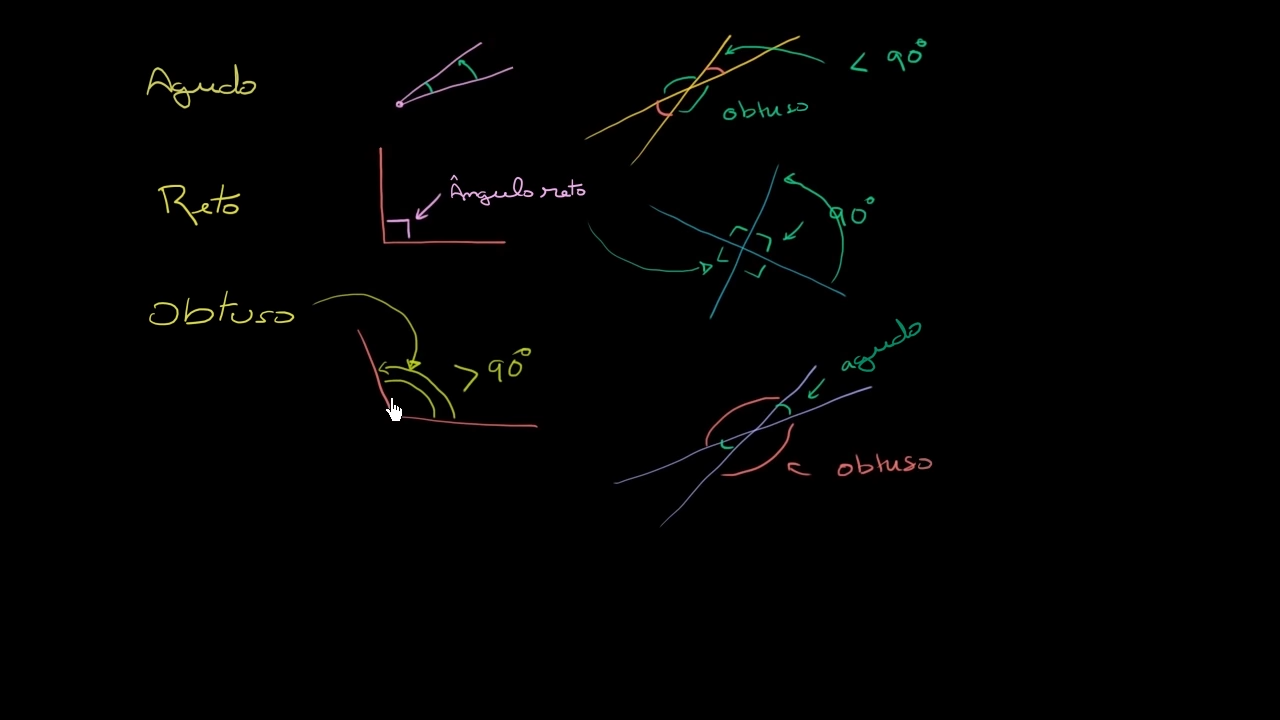 Agudo
< 90°
obtuso
Reto
Ângulo reto
90°
Obtuso
> 90°
agudo
obtuso